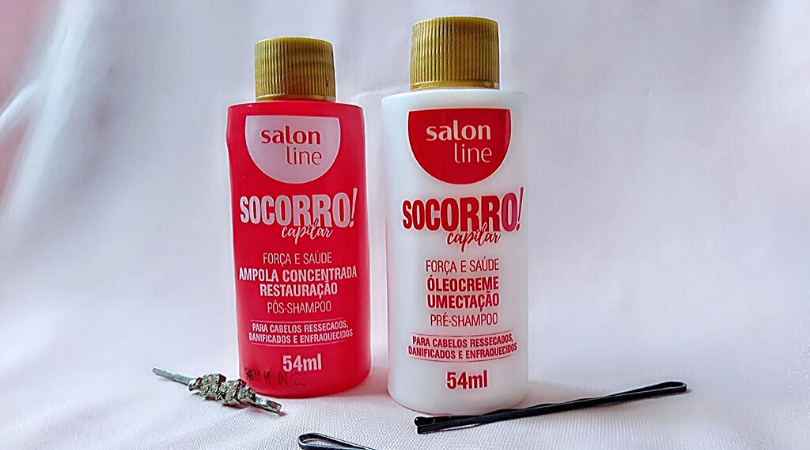 salon
line
SOCORRO!
capilar
FORÇA E SAÚDE
AMPOLA CONCENTRADA
RESTAURAÇÃO
PÓS-SHAMPOO
PARA CABELOS RESSECADOS,
DANIFICADOS E ENFRAQUECIDOS
54ml
salon
line
SOCORRO!
capilar
FORÇA E SAÚDE
ÓLEOCREME
UMECTAÇÃO
PRÉ-SHAMPOO
PARA CABELOS RESSECADOS,
DANIFICADOS E ENFRAQUECIDOS
54ml